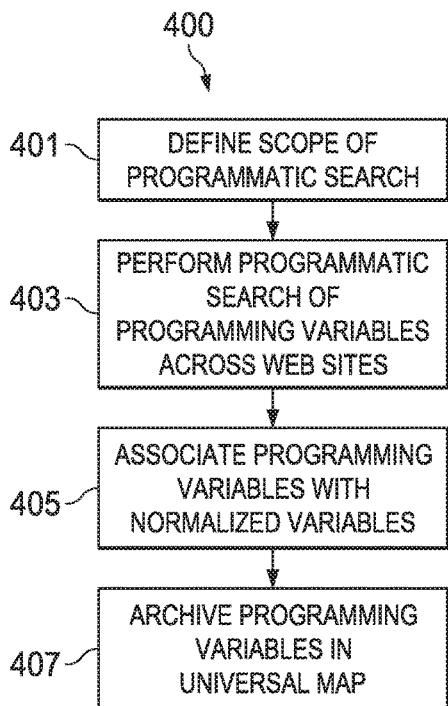 400
401
DEFINE SCOPE OF
PROGRAMMATIC SEARCH
403
PERFORM PROGRAMMATIC
SEARCH OF
PROGRAMMING VARIABLES
ACROSS WEB SITES
405
ASSOCIATE PROGRAMMING
VARIABLES WITH
NORMALIZED VARIABLES
407
ARCHIVE PROGRAMMING
VARIABLES IN
UNIVERSAL MAP